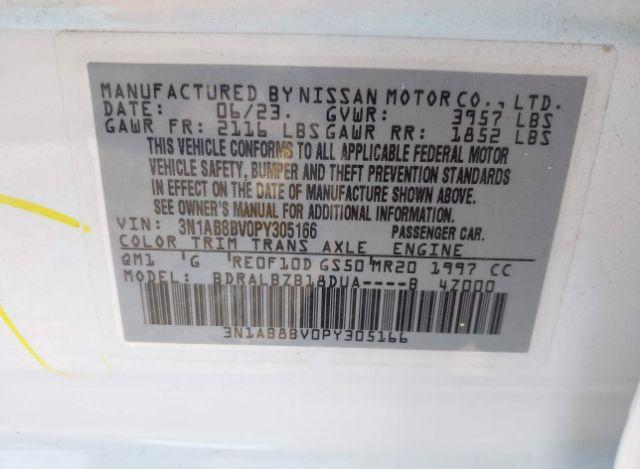 MANUFACTURED BY NISSAN MOTOR CO., LTD.
DATE: 06/23. GVWR: 3957 LBS
GAWR FR: 2116 LBS GAWR RR: 1852 LBS
THIS VEHICLE CONFORMS TO ALL APPLICABLE FEDERAL MOTOR
VEHICLE SAFETY, BUMPER AND THEFT PREVENTION STANDARDS
IN EFFECT ON THE DATE OF MANUFACTURE SHOWN ABOVE.
SEE OWNER'S MANUAL FOR ADDITIONAL INFORMATION.
VIN: 3N1AB8BV0PY305166 PASSENGER CAR.
COLOR TRIM TRANS AXLE ENGINE
QM1 'G RE0F10D GS50 MR20 1997 CC
MODEL: BDRALBZB18DUA----B 4Z000
3N1AB8BV0PY305166